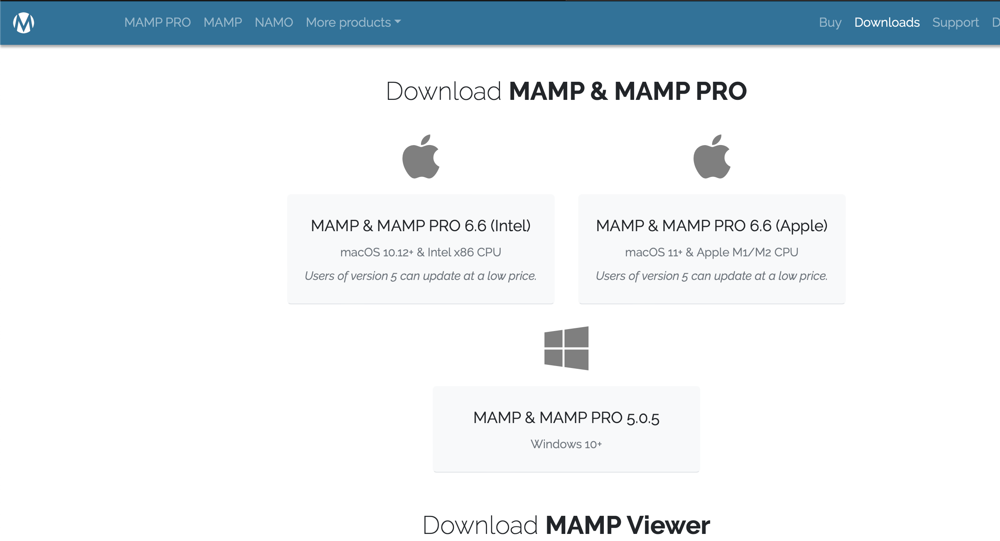 MAMP PRO MAMP NAMO More products Buy Downloads Support
Download MAMP & MAMP PRO
MAMP & MAMP PRO 6.6 (Intel)
macOS 10.12+ & Intel x86 CPU
Users of version 5 can update at a low price.
MAMP & MAMP PRO 6.6 (Apple)
macOS 11+ & Apple M1/M2 CPU
Users of version 5 can update at a low price.
MAMP & MAMP PRO 5.0.5
Windows 10+
Download MAMP Viewer